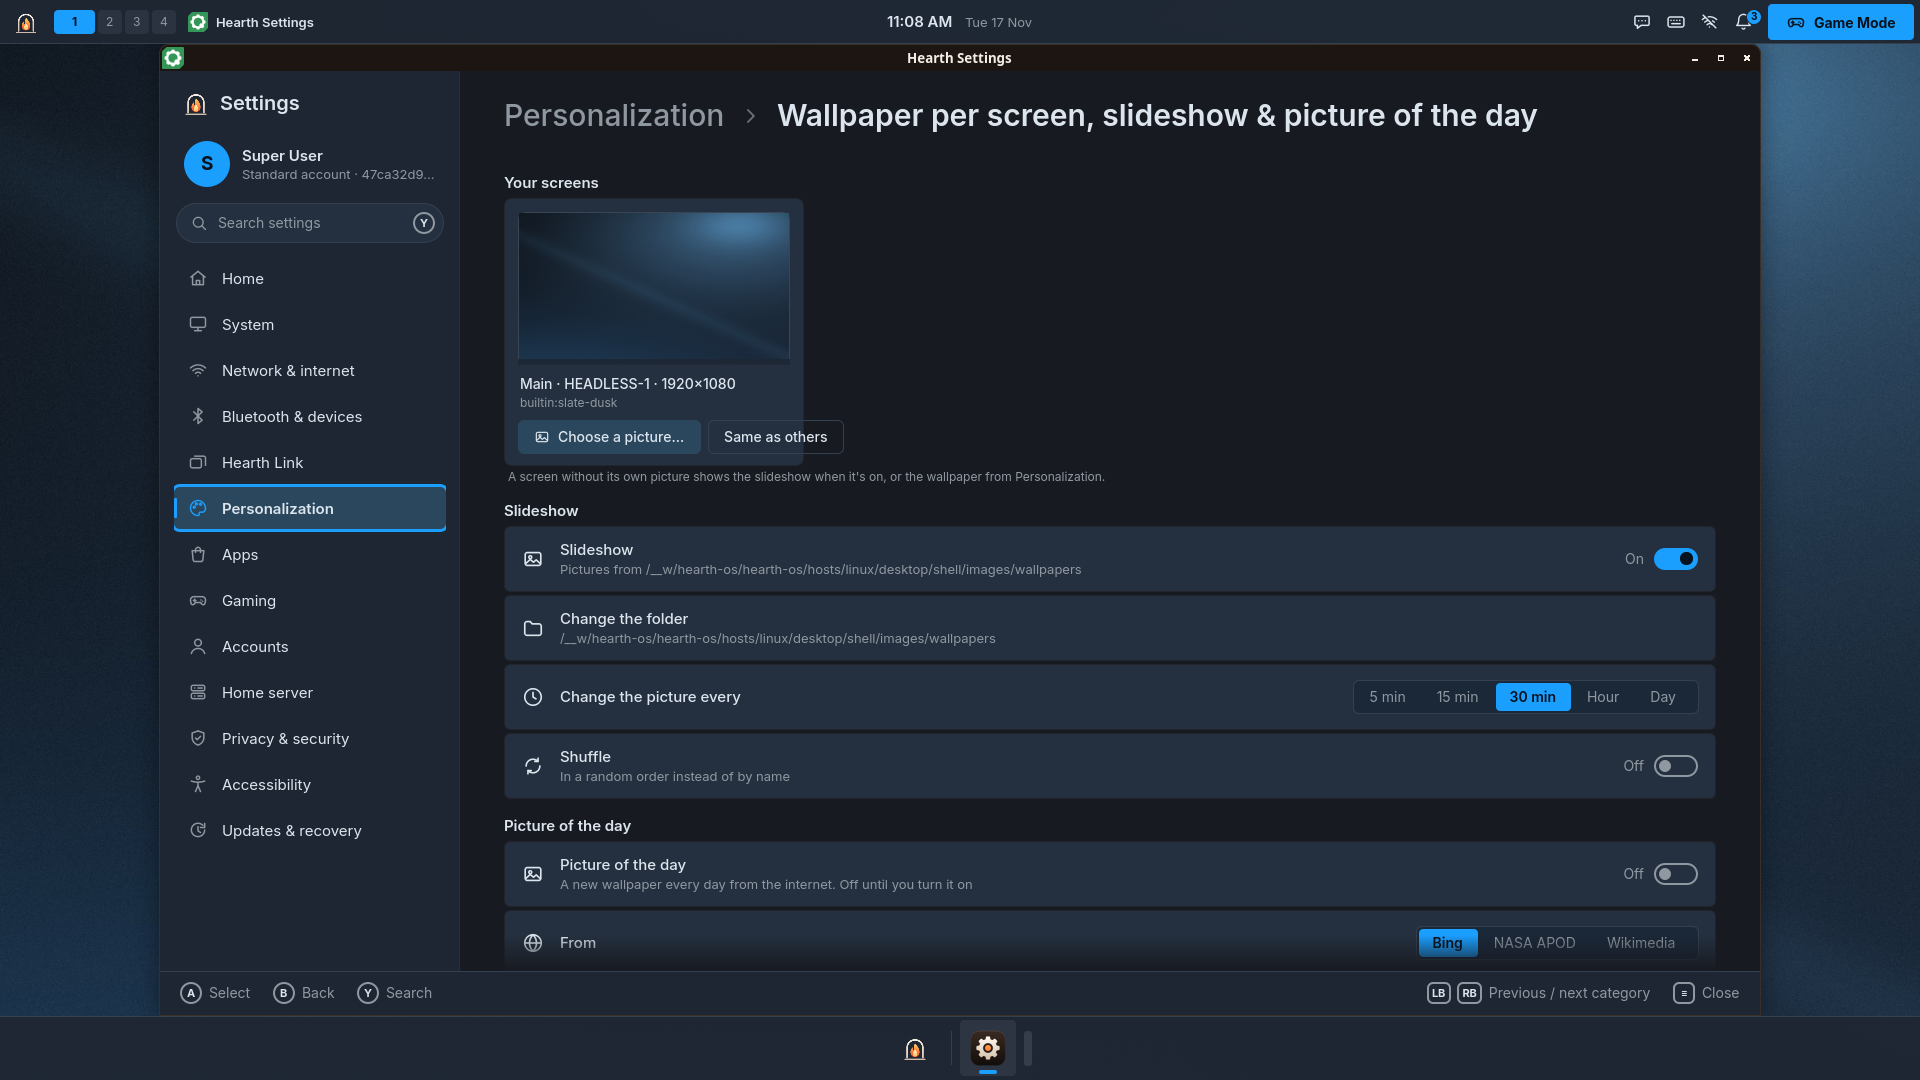 1 2 3 4 Hearth Settings 11:08 AM Tue 17 Nov 3 Game Mode
Hearth Settings
Settings
Personalization > Wallpaper per screen, slideshow & picture of the day
S Super User
Standard account · 47ca32d9...
Search settings Y
Home
System
Network & internet
Bluetooth & devices
Hearth Link
Personalization
Apps
Gaming
Accounts
Home server
Privacy & security
Accessibility
Updates & recovery
Your screens
Main · HEADLESS-1 · 1920×1080
builtin:slate-dusk
Choose a picture... Same as others
A screen without its own picture shows the slideshow when it's on, or the wallpaper from Personalization.
Slideshow
Slideshow On
Pictures from /__w/hearth-os/hearth-os/hosts/linux/desktop/shell/images/wallpapers
Change the folder
/__w/hearth-os/hearth-os/hosts/linux/desktop/shell/images/wallpapers
Change the picture every 5 min 15 min 30 min Hour Day
Shuffle Off
In a random order instead of by name
Picture of the day
Picture of the day Off
A new wallpaper every day from the internet. Off until you turn it on
From Bing NASA APOD Wikimedia
A Select B Back Y Search LB RB Previous / next category Close